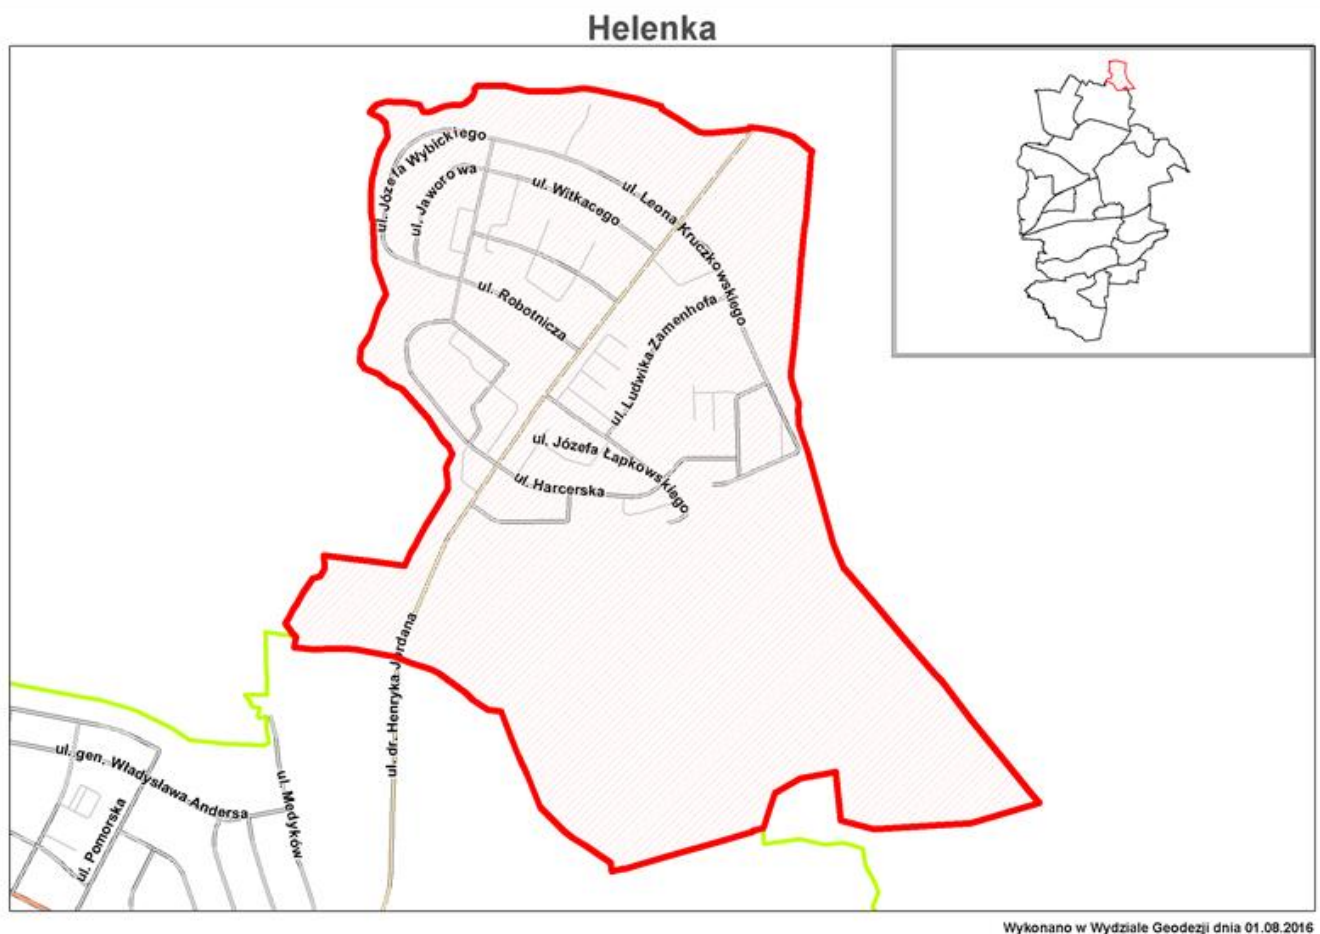 Helenka
ul. Józefa Wybickiego
ul. Jaworowa
ul. Witkacego
ul. Leona Kruczkowskiego
ul. Robotnicza
ul. Ludwika Zamenhofa
ul. Józefa Łapkowskiego
ul. Harcerska
ul. dr. Henryka Jordana
ul. gen. Władysława Andersa
ul. Medyków
ul. Pomorska
Wykonano w Wydziale Geodezji dnia 01.08.2016